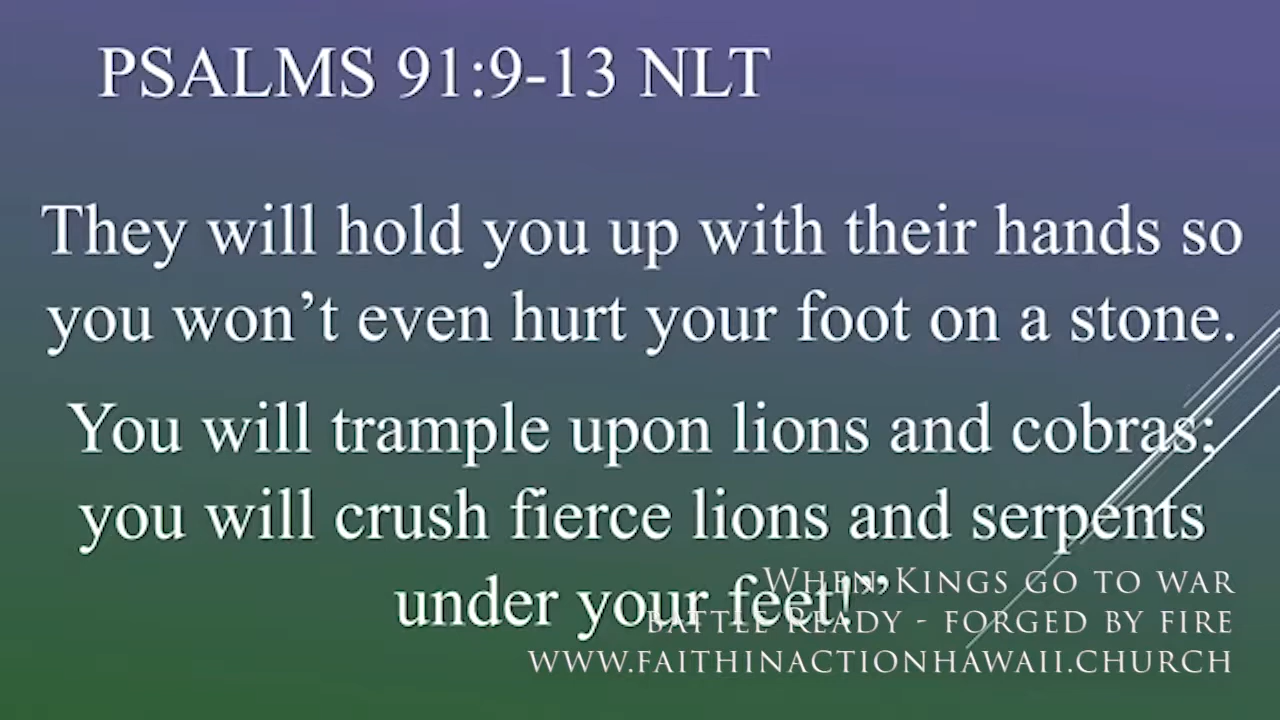 PSALMS 91:9-13 NLT
They will hold you up with their hands so
you won’t even hurt your foot on a stone.
You will trample upon lions and cobras;
you will crush fierce lions and serpents
under your feet!”
When Kings go to war
Battle Ready - Forged by Fire
www.faithinactionhawaii.church